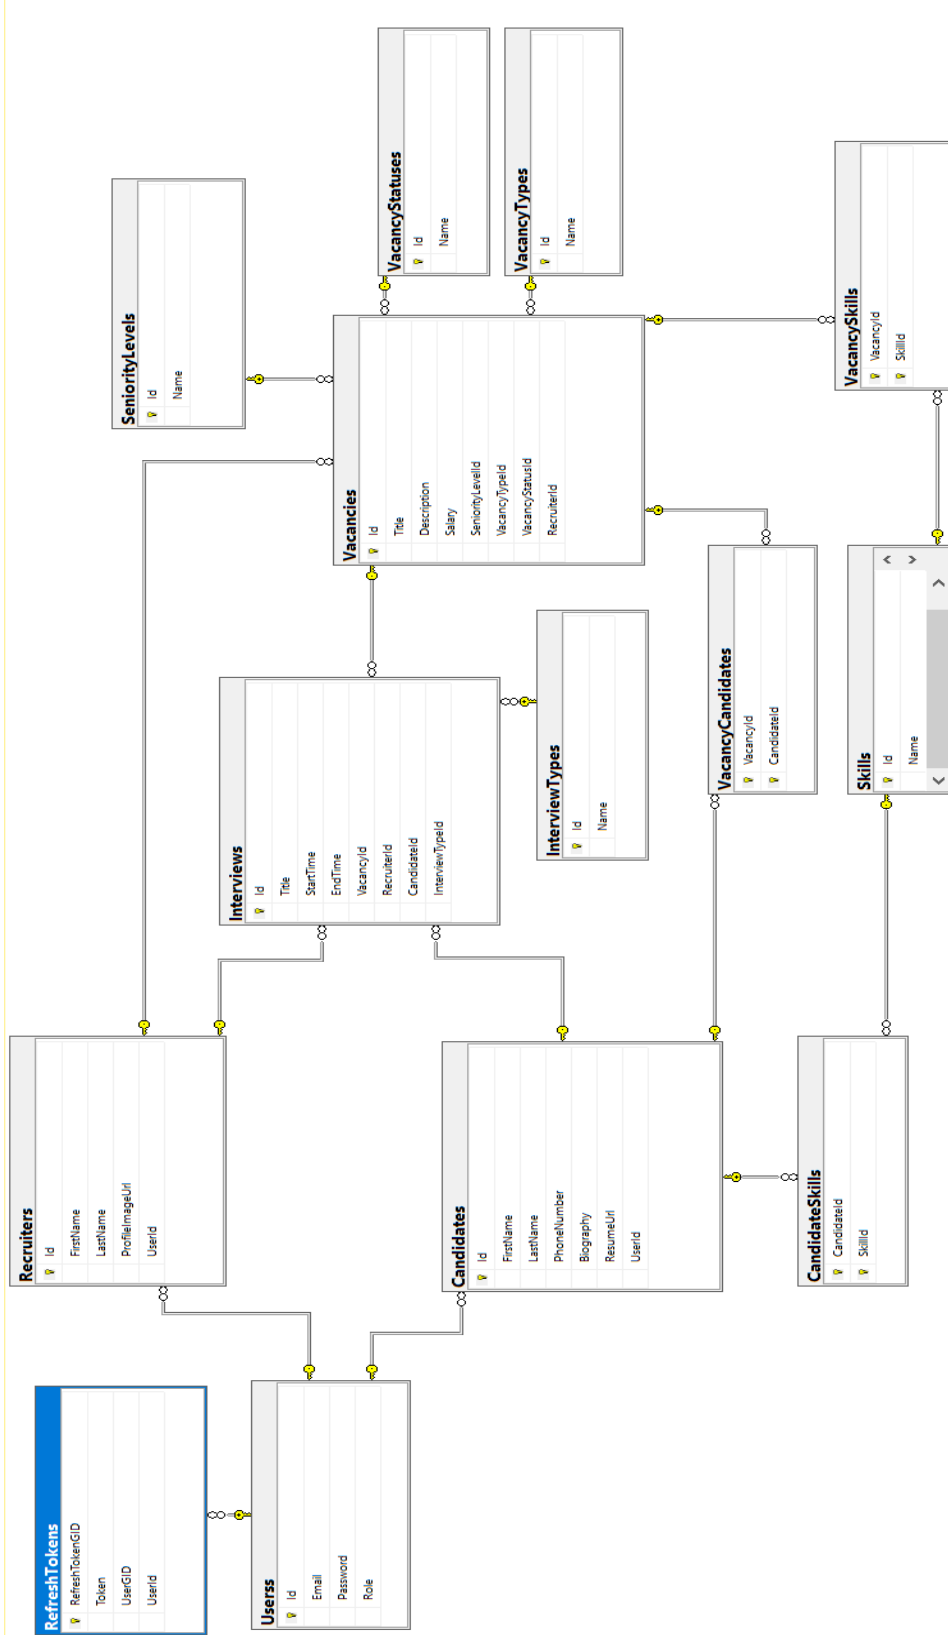 RefreshTokens
RefreshTokenGID
Token
UserGID
UserId
Userss
Id
Email
Password
Role
Recruiters
Id
FirstName
LastName
ProfileImageUrl
UserId
Candidates
Id
FirstName
LastName
PhoneNumber
Biography
ResumeUrl
UserId
CandidateSkills
CandidateId
SkillId
Interviews
Id
Title
StartTime
EndTime
VacancyId
RecruiterId
CandidateId
InterviewTypeId
InterviewTypes
Id
Name
VacancyCandidates
VacancyId
CandidateId
Skills
Id
Name
SeniorityLevels
Id
Name
Vacancies
Id
Title
Description
Salary
SeniorityLevelId
VacancyTypeId
VacancyStatusId
RecruiterId
VacancyStatuses
Id
Name
VacancyTypes
Id
Name
VacancySkills
VacancyId
SkillId